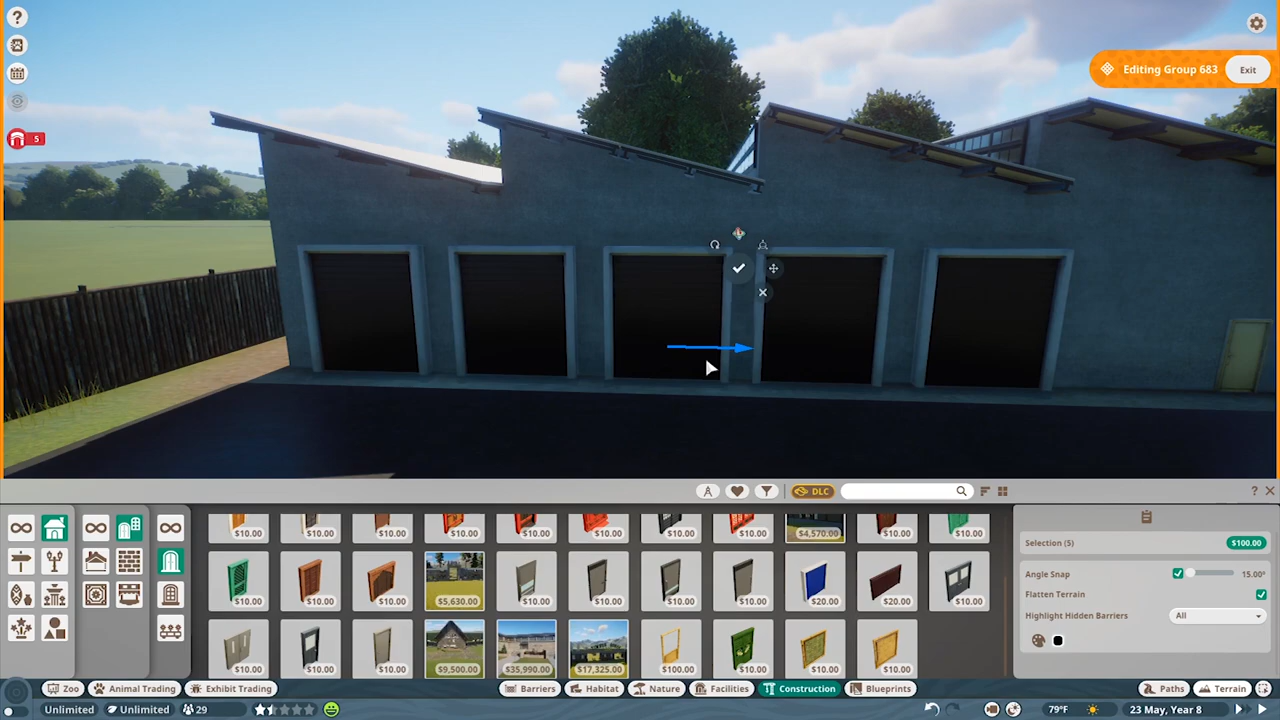 ?
Editing Group 683 Exit
5
DLC
? ×
$10.00 $10.00 $10.00 $10.00 $10.00 $10.00 $10.00 $10.00 $4,570.00 $10.00 $10.00
$10.00 $10.00 $10.00 $5,630.00 $10.00 $10.00 $10.00 $10.00 $20.00 $20.00 $10.00
$10.00 $10.00 $10.00 $9,500.00 $35,990.00 $17,325.00 $100.00 $10.00 $10.00 $10.00
Selection (5) $100.00
Angle Snap 15.00°
Flatten Terrain
Highlight Hidden Barriers All
Zoo Animal Trading Exhibit Trading Barriers Habitat Nature Facilities Construction Blueprints Paths Terrain
Unlimited Unlimited 29 79°F 23 May, Year 8